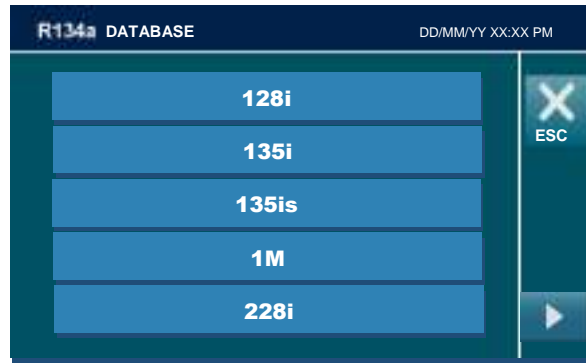 R134a DATABASE DD/MM/YY XX:XX PM
128i
ESC
135i
135is
1M
228i